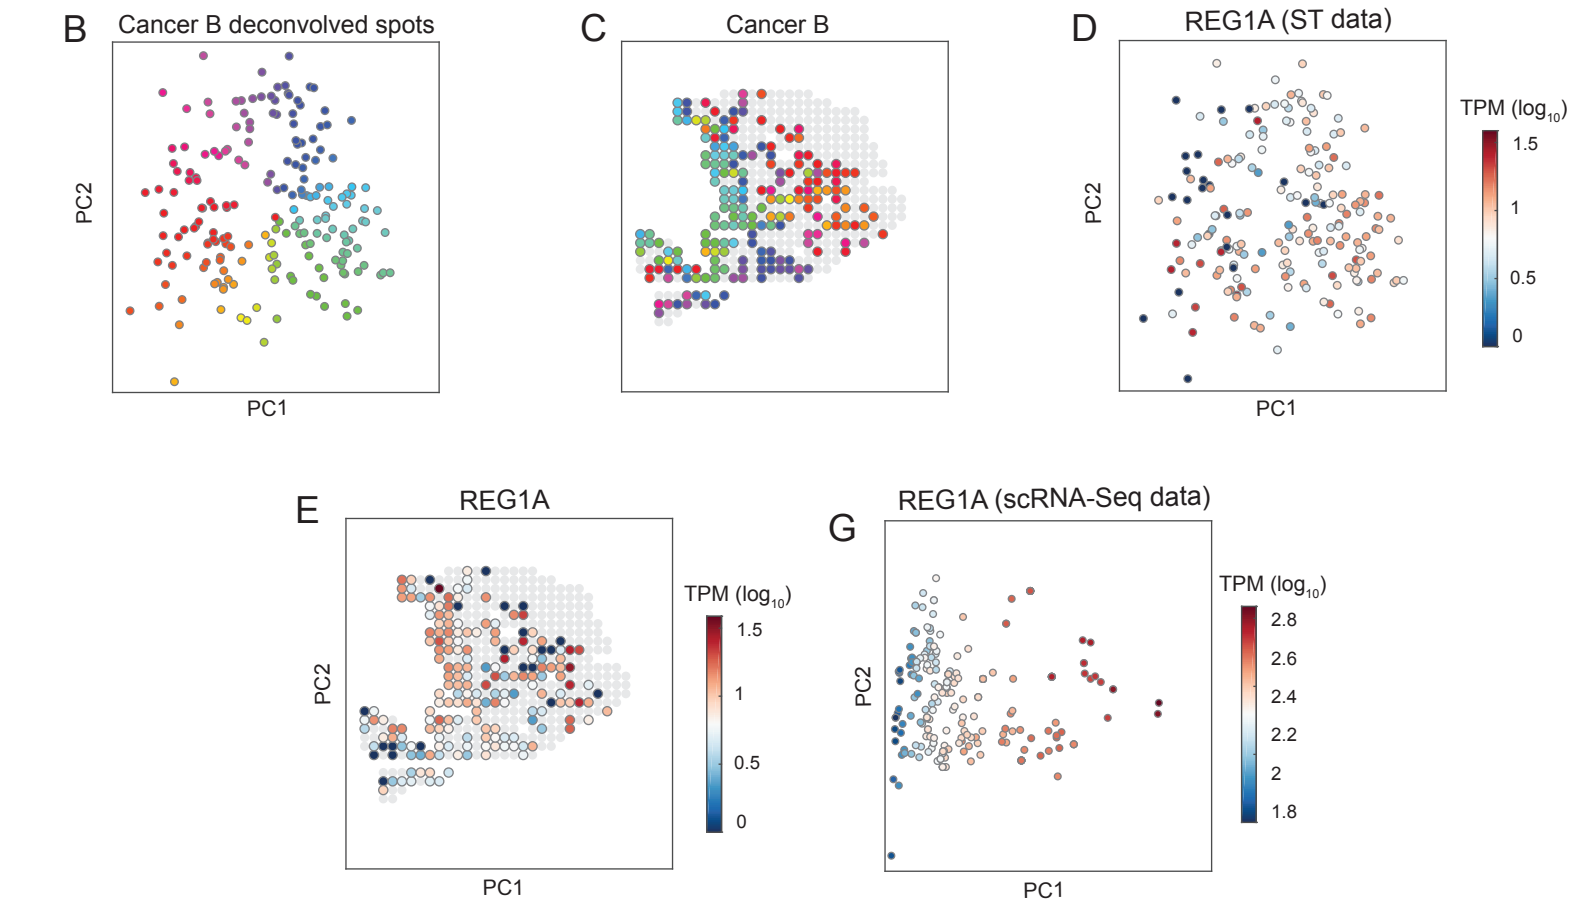 B Cancer B deconvolved spots
PC2
PC1
C Cancer B
D REG1A (ST data)
PC2
PC1
TPM (log10)
1.5
1
0.5
0
E REG1A
PC2
PC1
TPM (log10)
1.5
1
0.5
0
G REG1A (scRNA-Seq data)
PC2
PC1
TPM (log10)
2.8
2.6
2.4
2.2
2
1.8